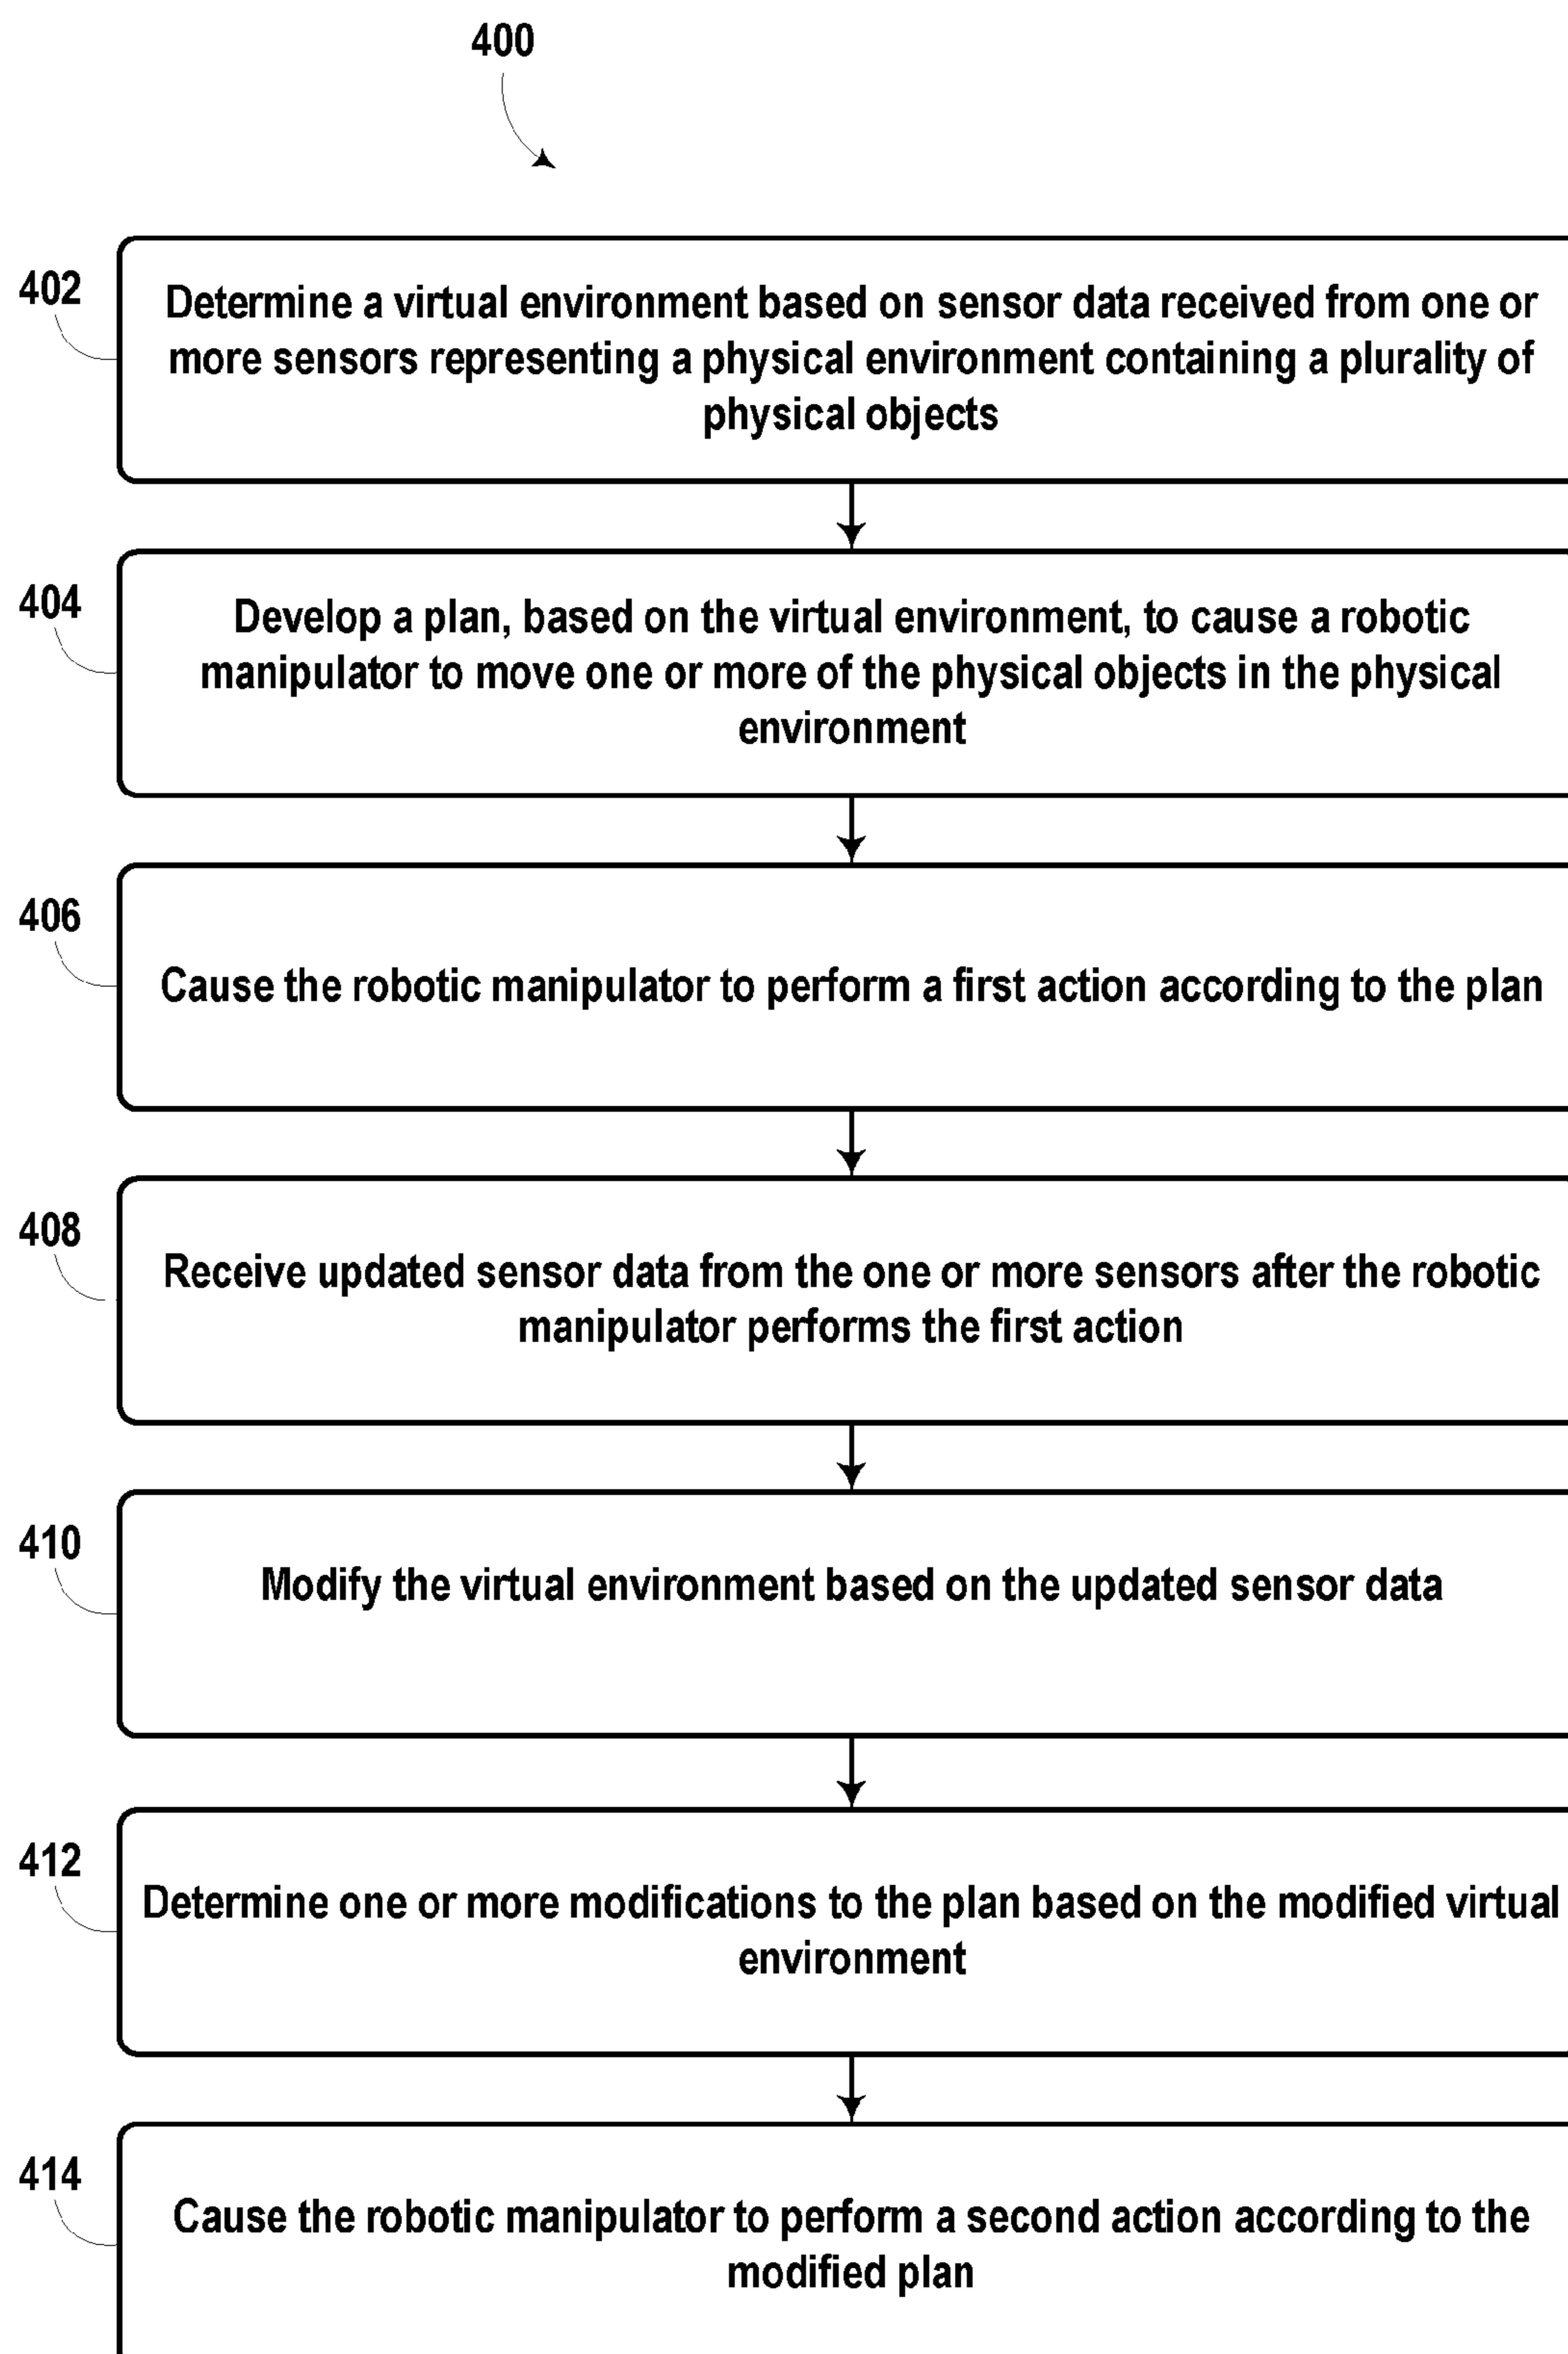 400
402
Determine a virtual environment based on sensor data received from one or
more sensors representing a physical environment containing a plurality of
physical objects
404
Develop a plan, based on the virtual environment, to cause a robotic
manipulator to move one or more of the physical objects in the physical
environment
406
Cause the robotic manipulator to perform a first action according to the plan
408
Receive updated sensor data from the one or more sensors after the robotic
manipulator performs the first action
410
Modify the virtual environment based on the updated sensor data
412
Determine one or more modifications to the plan based on the modified virtual
environment
414
Cause the robotic manipulator to perform a second action according to the
modified plan